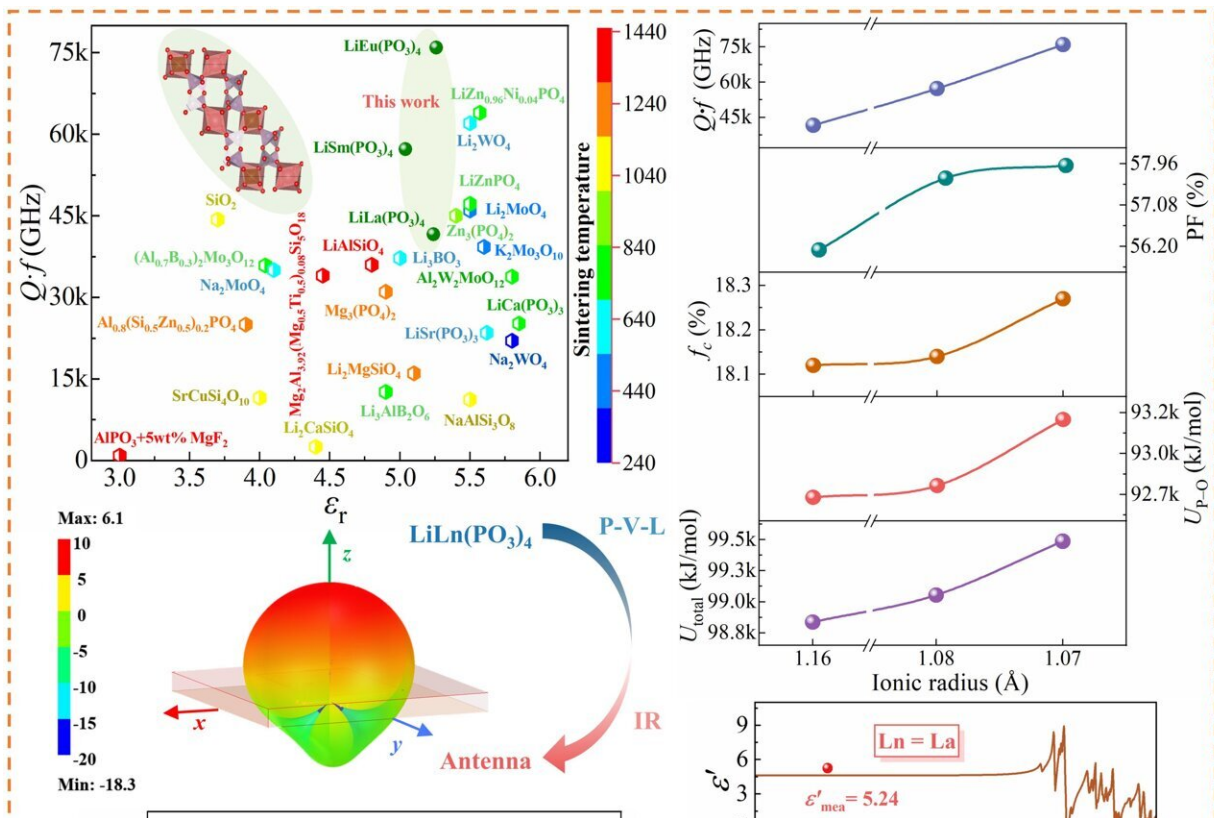 75k
60k
45k
30k
15k
0
Q·f (GHz)
3.0
3.5
4.0
4.5
5.0
5.5
6.0
εr
LiEu(PO3)4
This work
LiZn0.96Ni0.04PO4
Li2WO4
LiSm(PO3)4
LiZnPO4
SiO2
LiLa(PO3)4
Li2MoO4
Zn3(PO4)2
(Al0.7B0.3)2Mo3O12
LiAlSiO4
K2Mo3O10
Li3BO3
Na2MoO4
Al2W2MoO12
Mg2Al3.92(Mg0.5Ti0.5)0.08Si5O18
Mg3(PO4)2
LiCa(PO3)3
Al0.8(Si0.5Zn0.5)0.2PO4
LiSr(PO3)3
Na2WO4
Li2MgSiO4
SrCuSi4O10
Li3AlB2O6
NaAlSi3O8
Li2CaSiO4
AlPO3+5wt% MgF2
Sintering temperature
1440
1240
1040
840
640
440
240
Q·f (GHz)
75k
60k
45k
57.96
57.08
56.20
PF (%)
fc (%)
18.3
18.2
18.1
93.2k
93.0k
92.7k
UP–O (kJ/mol)
Utotal (kJ/mol)
99.5k
99.3k
99.0k
98.8k
1.16
1.08
1.07
Ionic radius (Å)
Max: 6.1
10
5
0
-5
-10
-15
-20
Min: -18.3
z
x
y
LiLn(PO3)4
P-V-L
IR
Antenna
ε′
9
6
3
Ln = La
ε′mea= 5.24